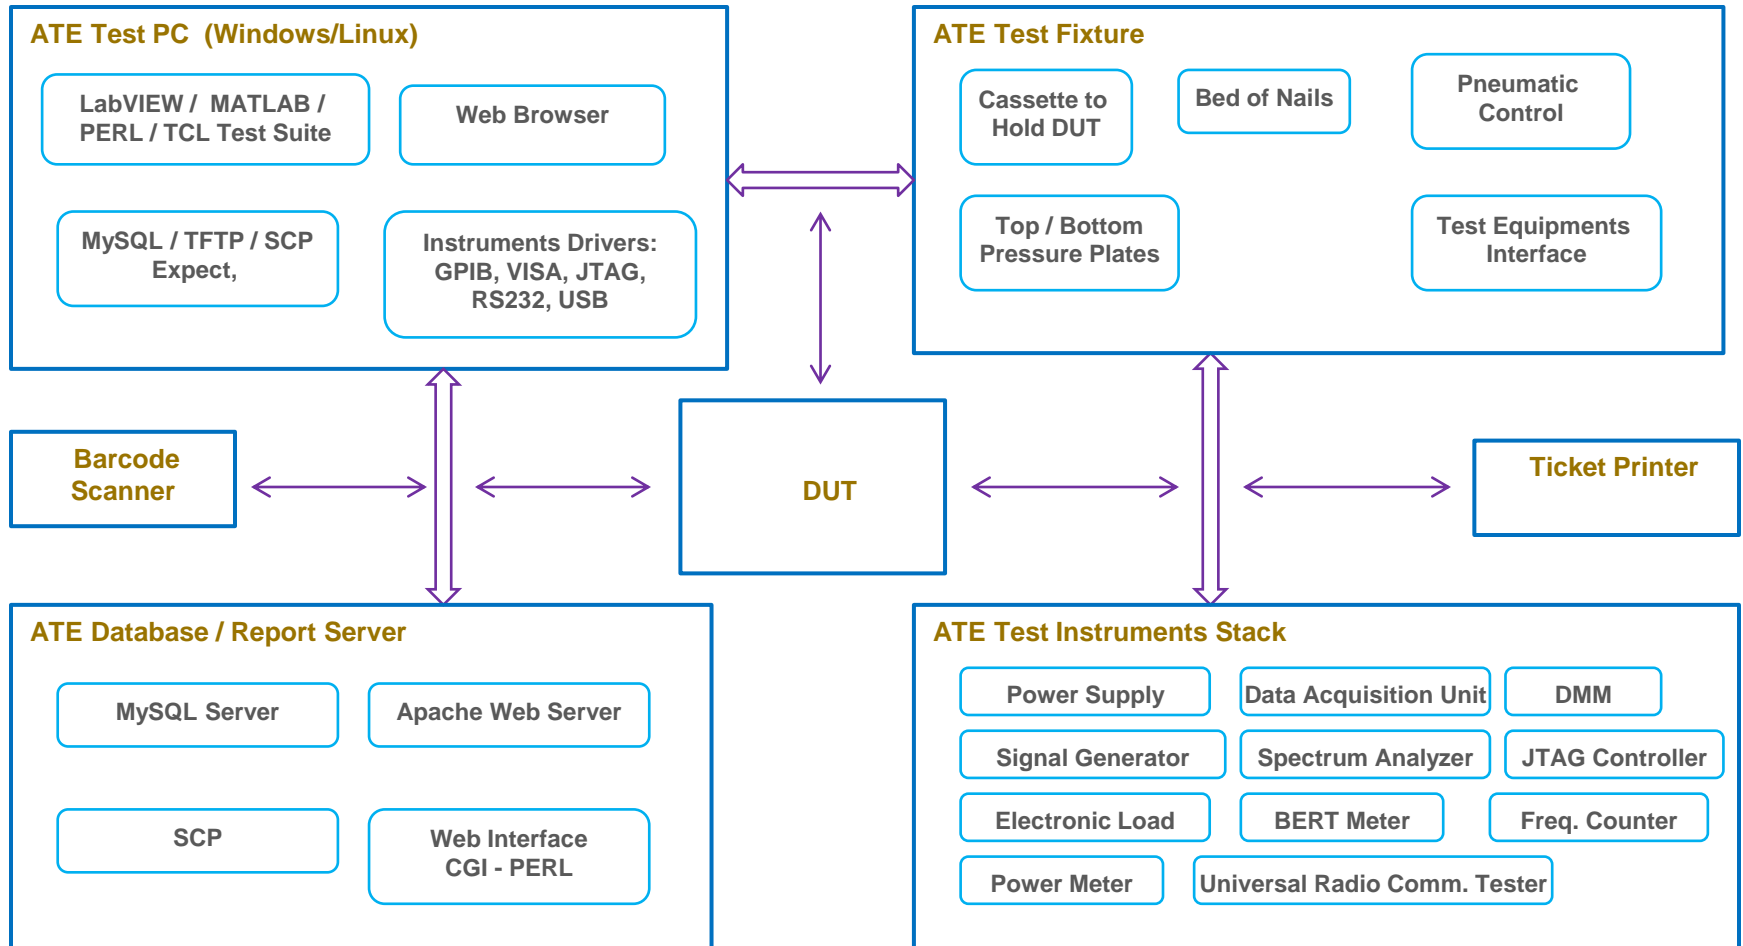 ATE Test PC  (Windows/Linux)
LabVIEW /  MATLAB /
PERL / TCL Test Suite
Web Browser
MySQL / TFTP / SCP
Expect,
Instruments Drivers:
GPIB, VISA, JTAG,
RS232, USB
ATE Test Fixture
Cassette to
Hold DUT
Bed of Nails
Pneumatic
Control
Top / Bottom
Pressure Plates
Test Equipments
Interface
Barcode
Scanner
DUT
Ticket Printer
ATE Database / Report Server
MySQL Server
Apache Web Server
SCP
Web Interface
CGI - PERL
ATE Test Instruments Stack
Power Supply
Data Acquisition Unit
DMM
Signal Generator
Spectrum Analyzer
JTAG Controller
Electronic Load
BERT Meter
Freq. Counter
Power Meter
Universal Radio Comm. Tester